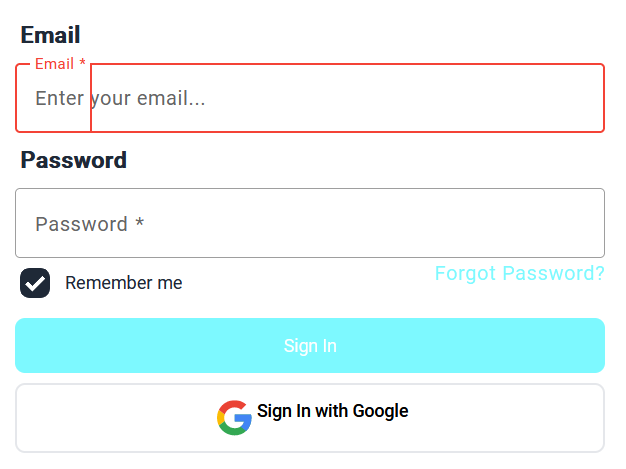 Email
Email *
Enter your email...
Password
Password *
Remember me
Forgot Password?
Sign In
Sign In with Google